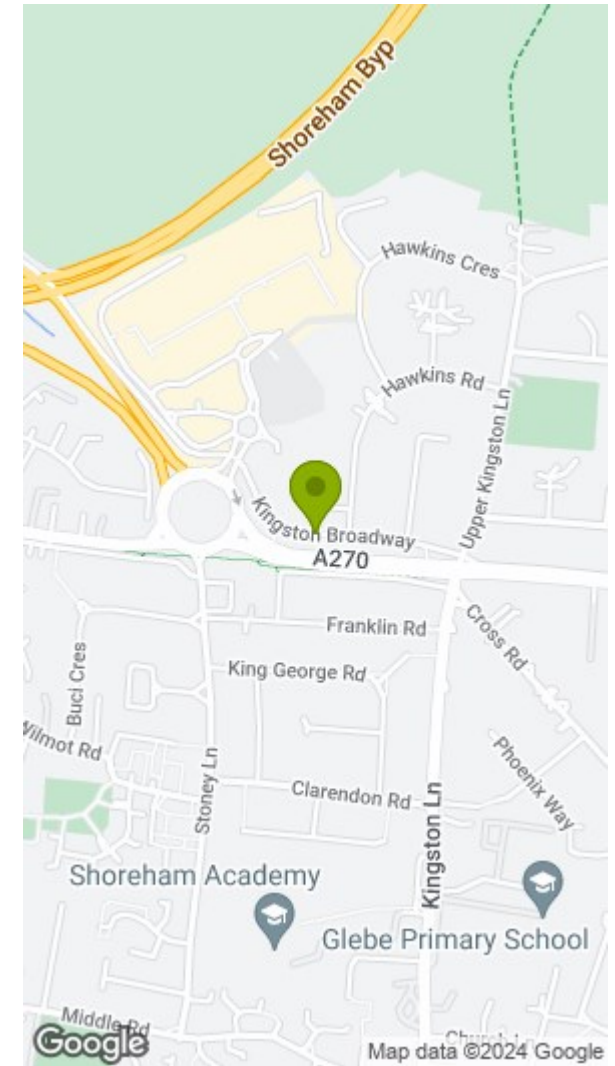 Shoreham Byp
Hawkins Cres
Hawkins Rd
Upper Kingston Ln
Kingston Broadway
A270
Franklin Rd
Cross Rd
King George Rd
Buci Cres
Wilmot Rd
Stoney Ln
Phoenix Way
Clarendon Rd
Kingston Ln
Shoreham Academy
Glebe Primary School
Middle Rd
Church Ln
Google
Map data ©2024 Google